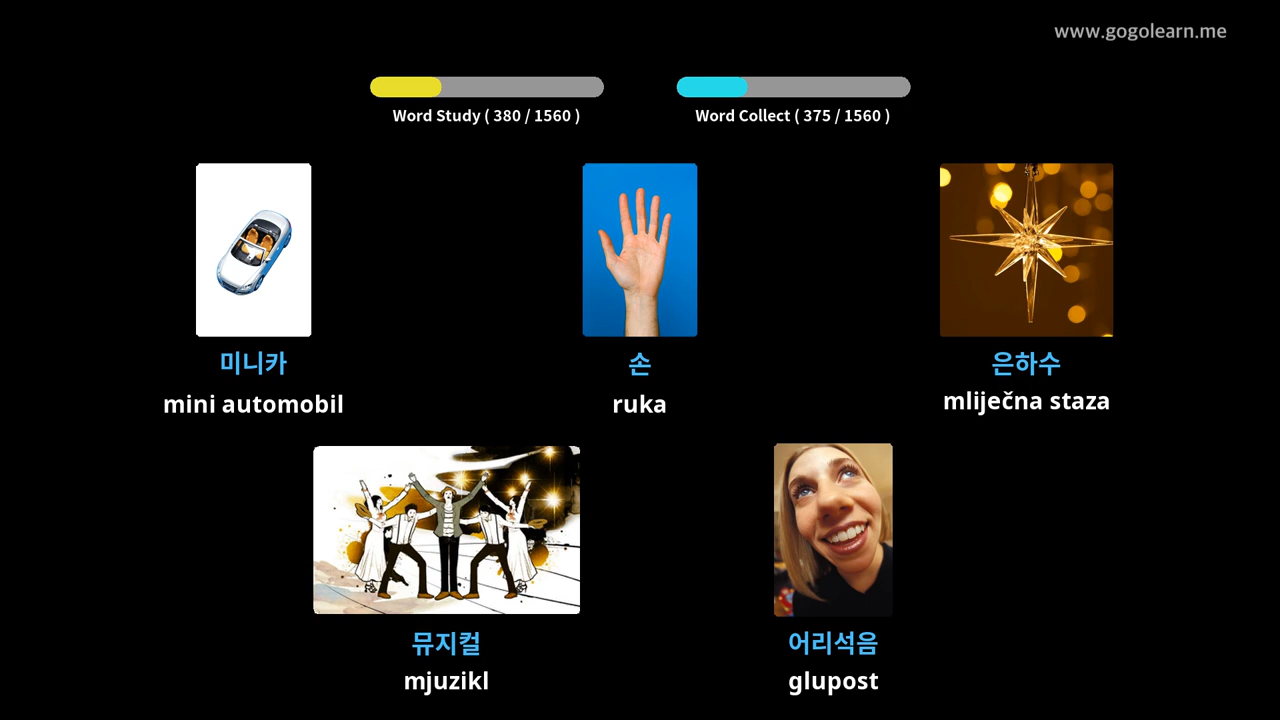 www.gogolearn.me
Word Study ( 380 / 1560 )
Word Collect ( 375 / 1560 )
미니카
mini automobil
손
ruka
은하수
mliječna staza
뮤지컬
mjuzikl
어리석음
glupost